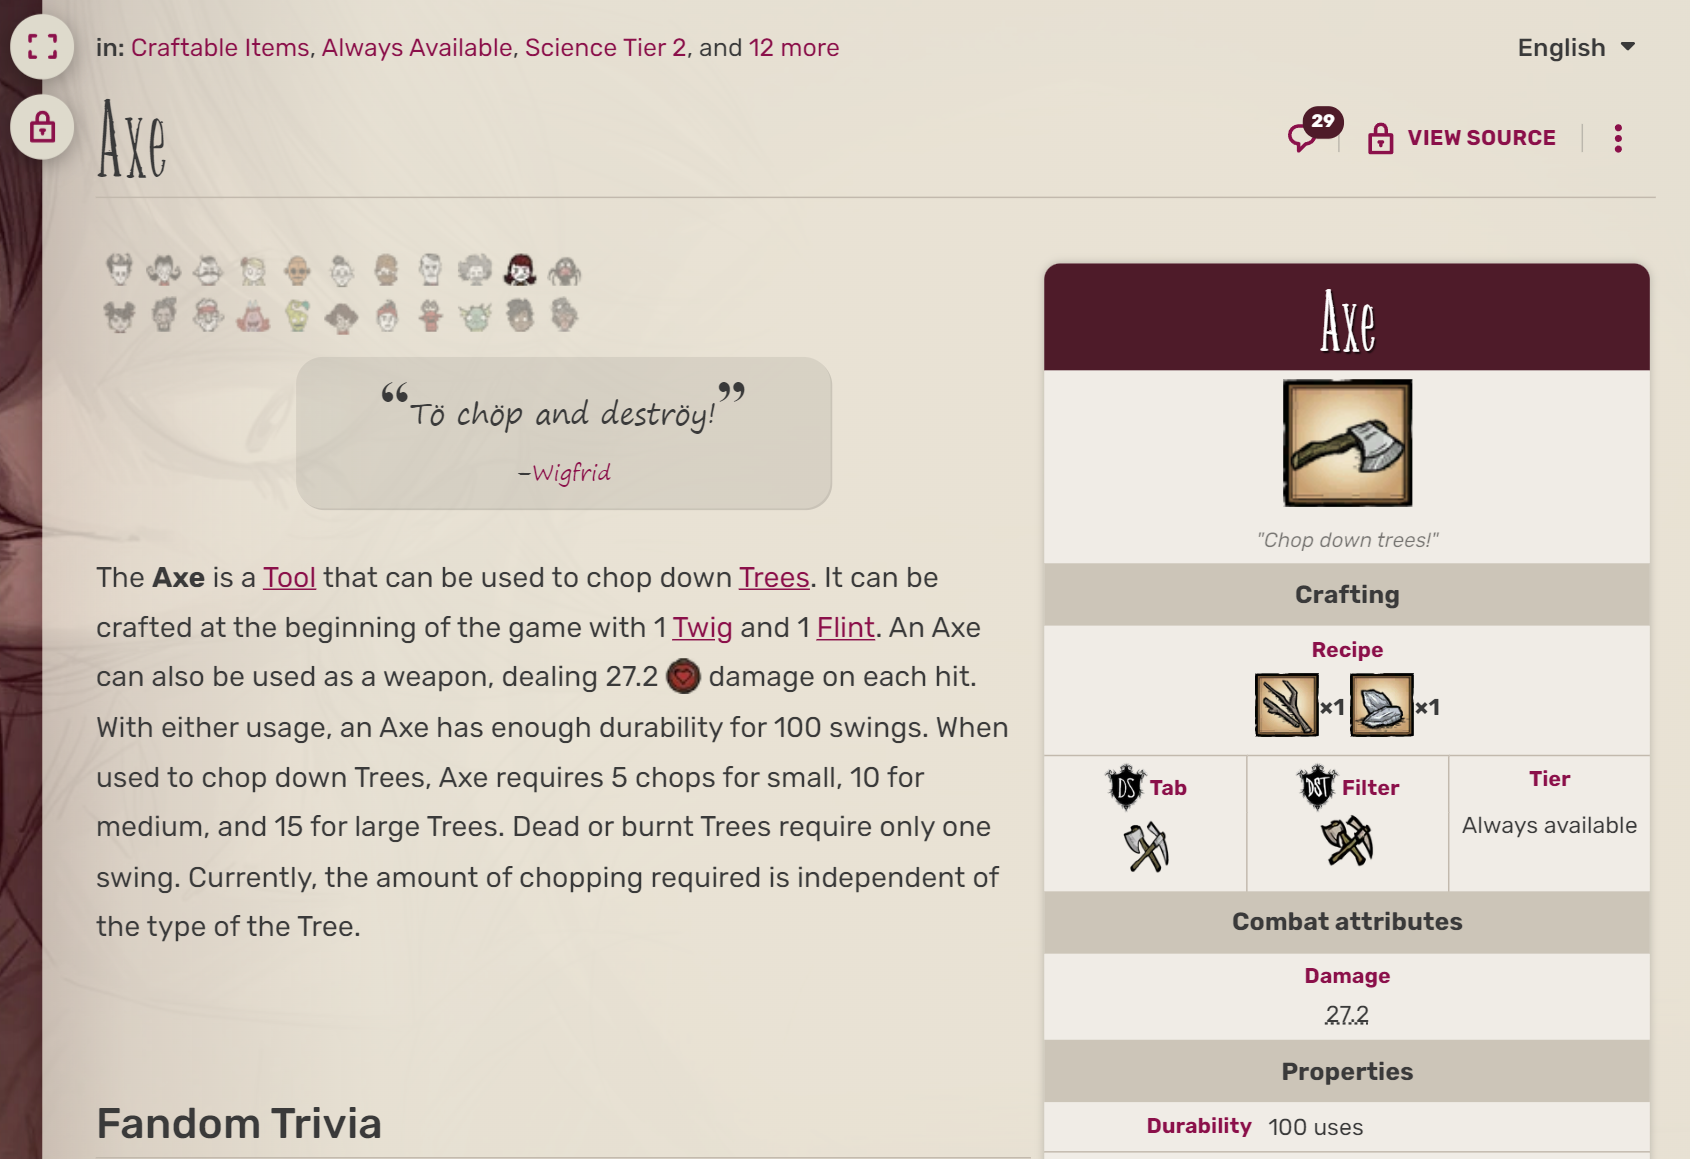 in: Craftable Items, Always Available, Science Tier 2, and 12 more
English
Axe
29
VIEW SOURCE
“Tö chöp and deströy!”
–Wigfrid
The Axe is a Tool that can be used to chop down Trees. It can be
crafted at the beginning of the game with 1 Twig and 1 Flint. An Axe
can also be used as a weapon, dealing 27.2 damage on each hit.
With either usage, an Axe has enough durability for 100 swings. When
used to chop down Trees, Axe requires 5 chops for small, 10 for
medium, and 15 for large Trees. Dead or burnt Trees require only one
swing. Currently, the amount of chopping required is independent of
the type of the Tree.
Fandom Trivia
Axe
"Chop down trees!"
Crafting
Recipe
×1 ×1
DS Tab
DST Filter
Tier
Always available
Combat attributes
Damage
27.2
Properties
Durability 100 uses